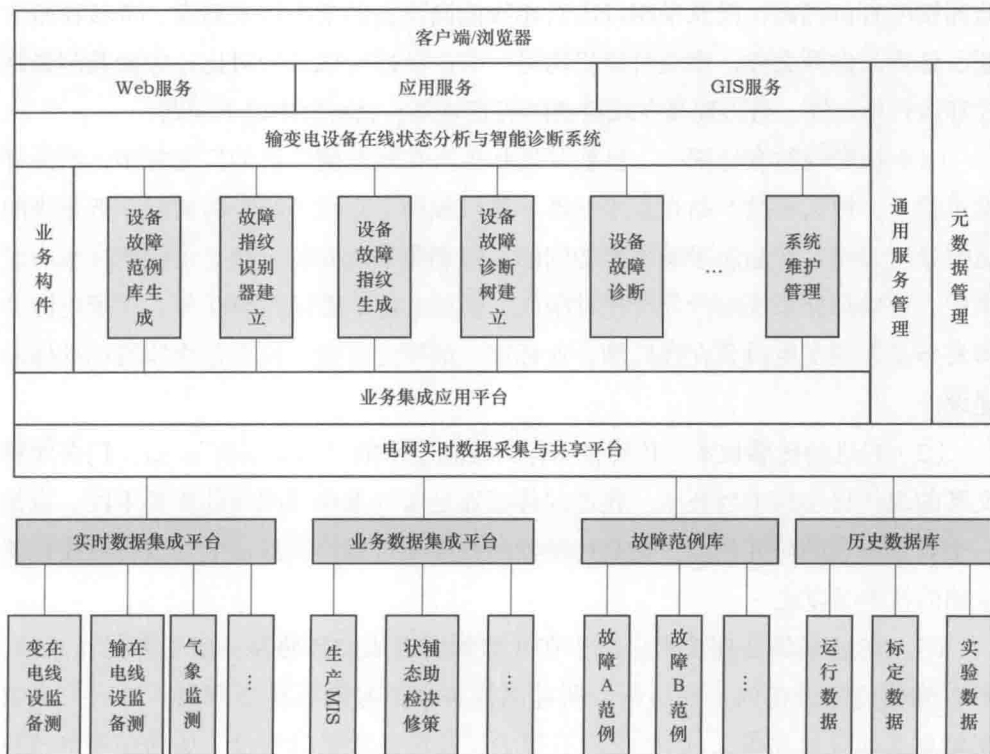 客户端/浏览器
Web服务
应用服务
GIS服务
输变电设备在线状态分析与智能诊断系统
业务构件
设备故障范例库生成
故障指纹识别器建立
设备故障指纹生成
设备故障诊断树建立
设备故障诊断
…
系统维护管理
通用服务管理
元数据管理
业务集成应用平台
电网实时数据采集与共享平台
实时数据集成平台
业务数据集成平台
故障范例库
历史数据库
变电设备
在线监测
输电设备
在线监测
气象监测
…
生产MIS
状态检修
辅助决策
…
故障A范例
故障B范例
…
运行数据
标定数据
实验数据